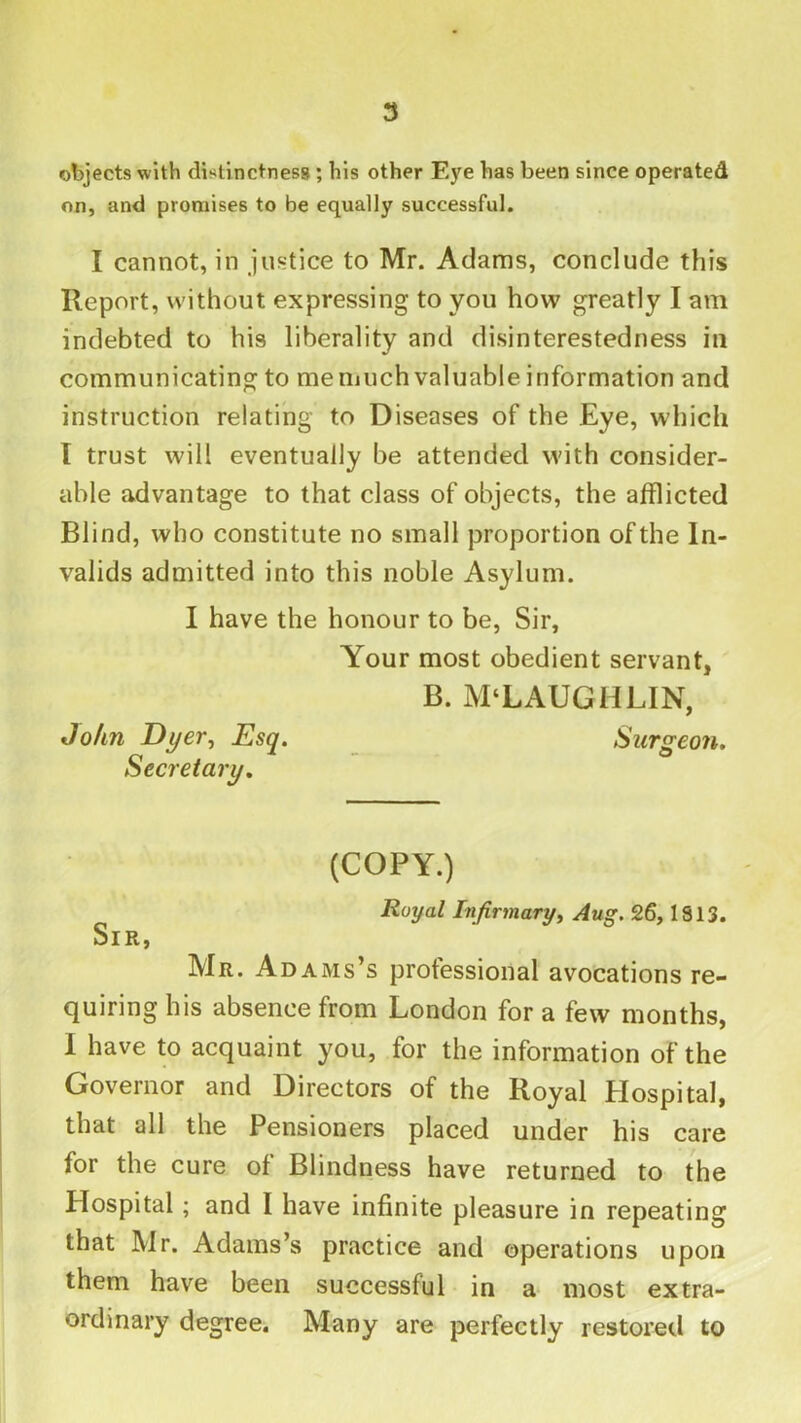 3
objects with distinctness; his other Eye has been since operated
on, and promises to be equally successful.
I cannot, in justice to Mr. Adams, conclude this
Report, without expressing to you how greatly I am
indebted to his liberality and disinterestedness in
communicating to me much valuable information and
instruction relating to Diseases of the Eye, which
I trust will eventually be attended with consider-
able advantage to that class of objects, the afflicted
Blind, who constitute no small proportion of the In-
valids admitted into this noble Asylum.
I have the honour to be, Sir,
Your most obedient servant,
B. M‘LAUGHLIN,
John Dyer, Esq. Surgeon.
Secretary.
(COPY.)
Royal Infirmary, Aug. 26, 1813.
SIR,
MR. ADAMS’s professional avocations re-
quiring his absence from London for a few months,
I have to acquaint you, for the information of the
Governor and Directors of the Royal Hospital,
that all the Pensioners placed under his care
for the cure of Blindness have returned to the
Hospital; and I have infinite pleasure in repeating
that Mr. Adams’s practice and operations upon
them have been successful in a most extra-
ordinary degree. Many are perfectly restored to